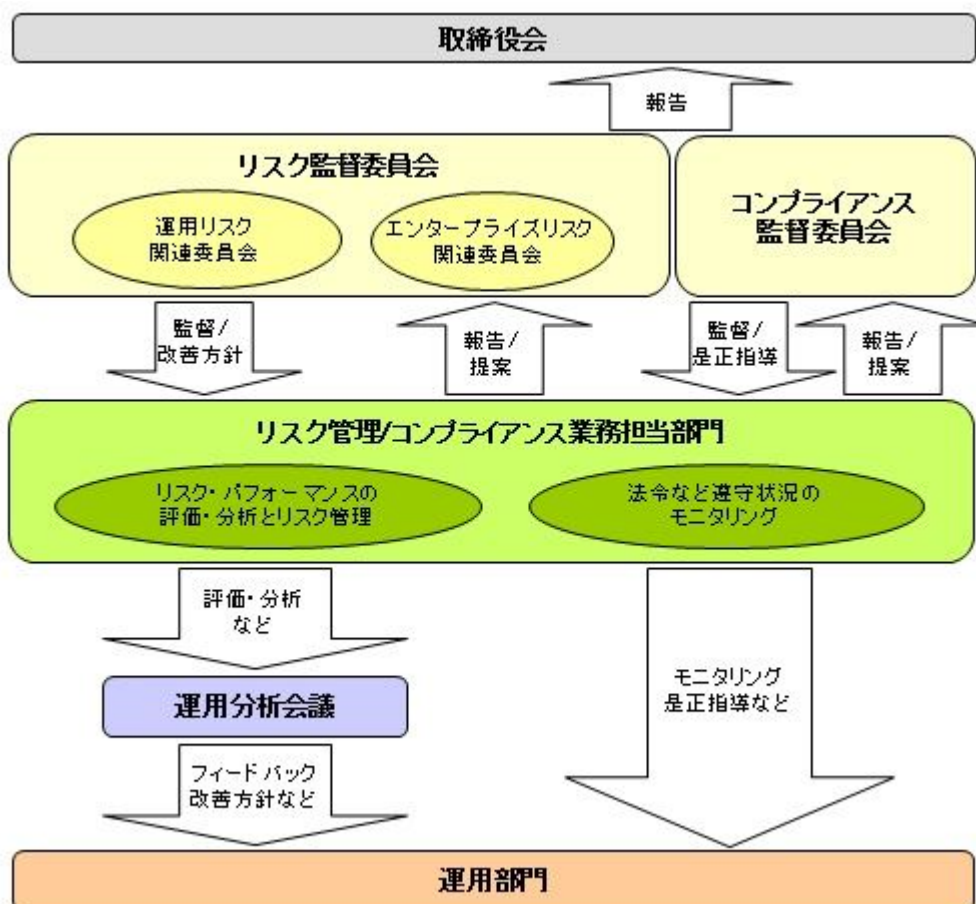 取締役会
報告
リスク監督委員会
運用リスク
関連委員会
エンタープライズリスク
関連委員会
コンプライアンス
監督委員会
監督/
改善方針
報告/
提案
監督/
是正指導
報告/
提案
リスク管理/コンプライアンス業務担当部門
リスク・パフォーマンスの
評価・分析とリスク管理
法令など遵守状況の
モニタリング
評価・分析
など
運用分析会議
モニタリング
是正指導など
フィードバック
改善方針など
運用部門